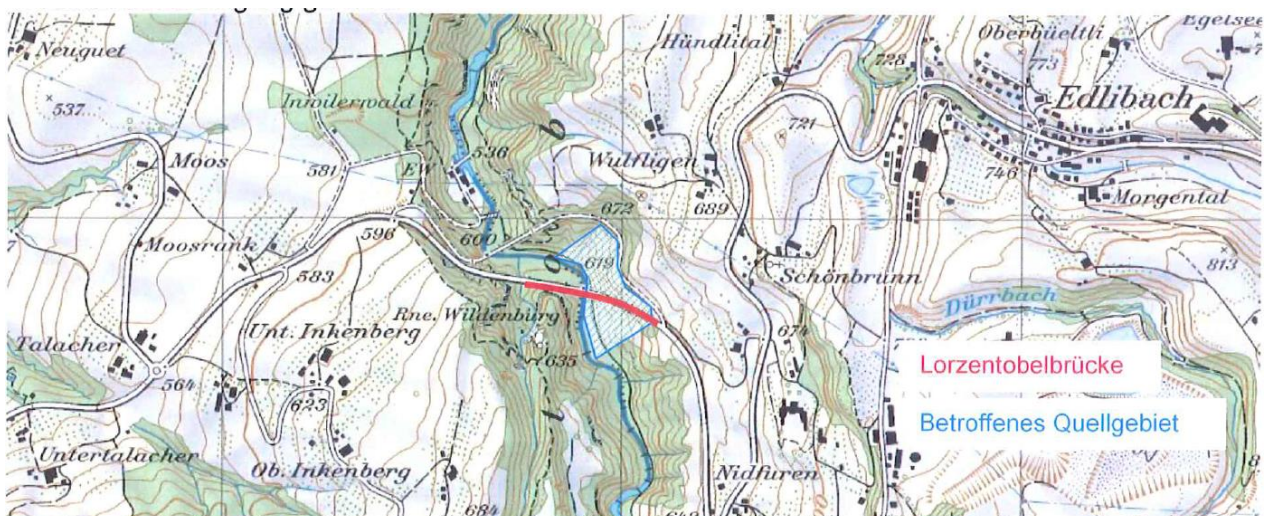 Neuguet
537
Moos
Inwilerwald
581
EW
536
Hündlital
Wulfligen
689
721
728
Oberbüeltli
773
Egelsee
Edlibach
746
Morgental
813
Moosrank
583
596
600
672
619
Schönbrunn
674
Dürrbach
Rne. Wildenburg
635
Unt. Inkenberg
Talacher
564
623
Untertalacher
Ob. Inkenberg
684
Nidfuren
Lorzentobelbrücke
Betroffenes Quellgebiet